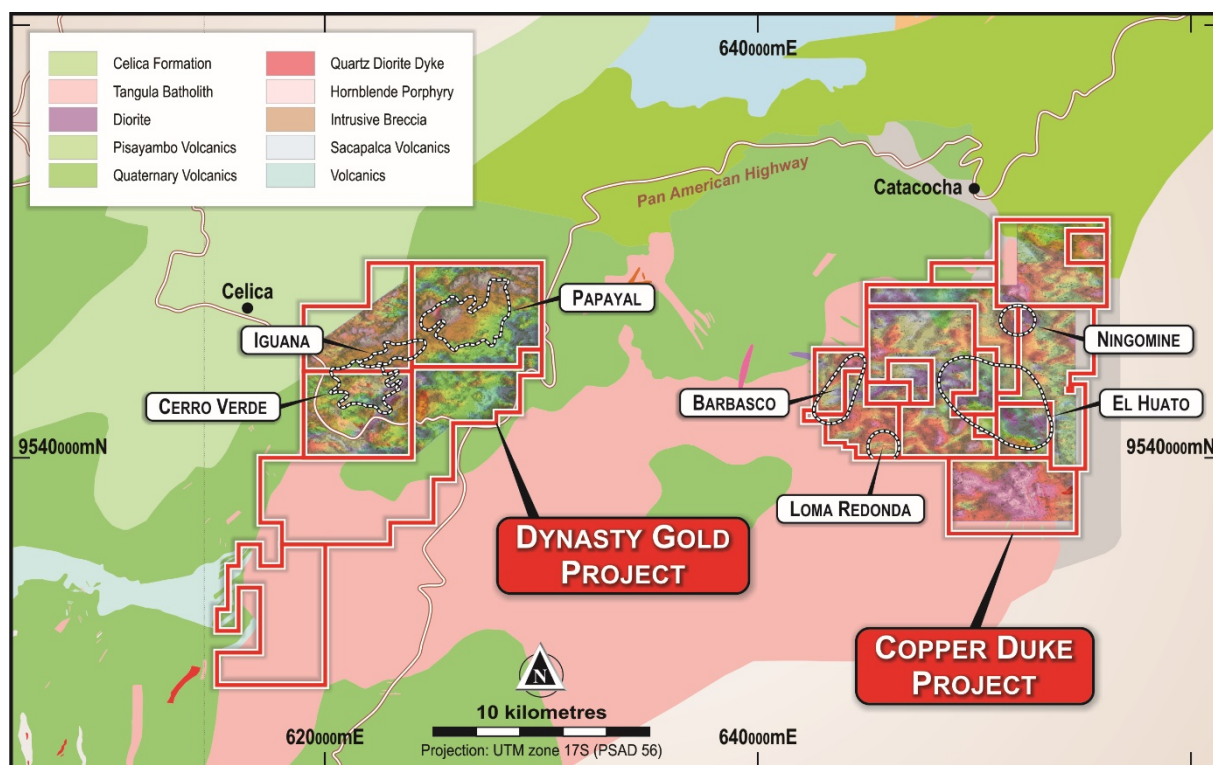 640000mE
Celica Formation
Tangula Batholith
Diorite
Pisayambo Volcanics
Quaternary Volcanics
Quartz Diorite Dyke
Hornblende Porphyry
Intrusive Breccia
Sacapalca Volcanics
Volcanics
Pan American Highway
Catacocha
Celica
PAPAYAL
IGUANA
NINGOMINE
CERRO VERDE
BARBASCO
EL HUATO
9540000mN
9540000mN
LOMA REDONDA
DYNASTY GOLD
PROJECT
COPPER DUKE
PROJECT
N
10 kilometres
620000mE
640000mE
Projection: UTM zone 17S (PSAD 56)